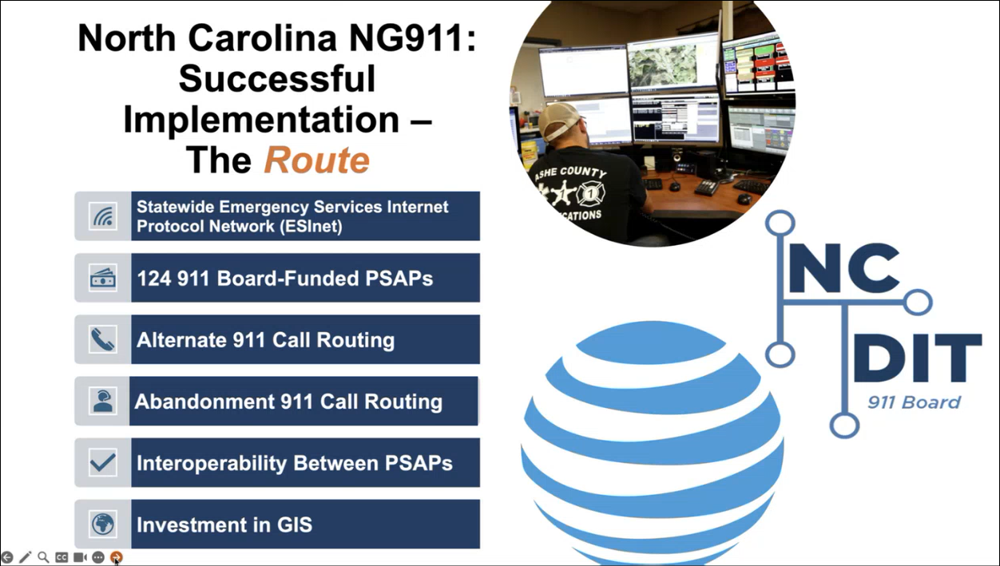 North Carolina NG911:
Successful
Implementation –
The Route
Statewide Emergency Services Internet
Protocol Network (ESInet)
124 911 Board-Funded PSAPs
Alternate 911 Call Routing
Abandonment 911 Call Routing
Interoperability Between PSAPs
Investment in GIS
ASHE COUNTY
NC
DIT
911 Board
CC